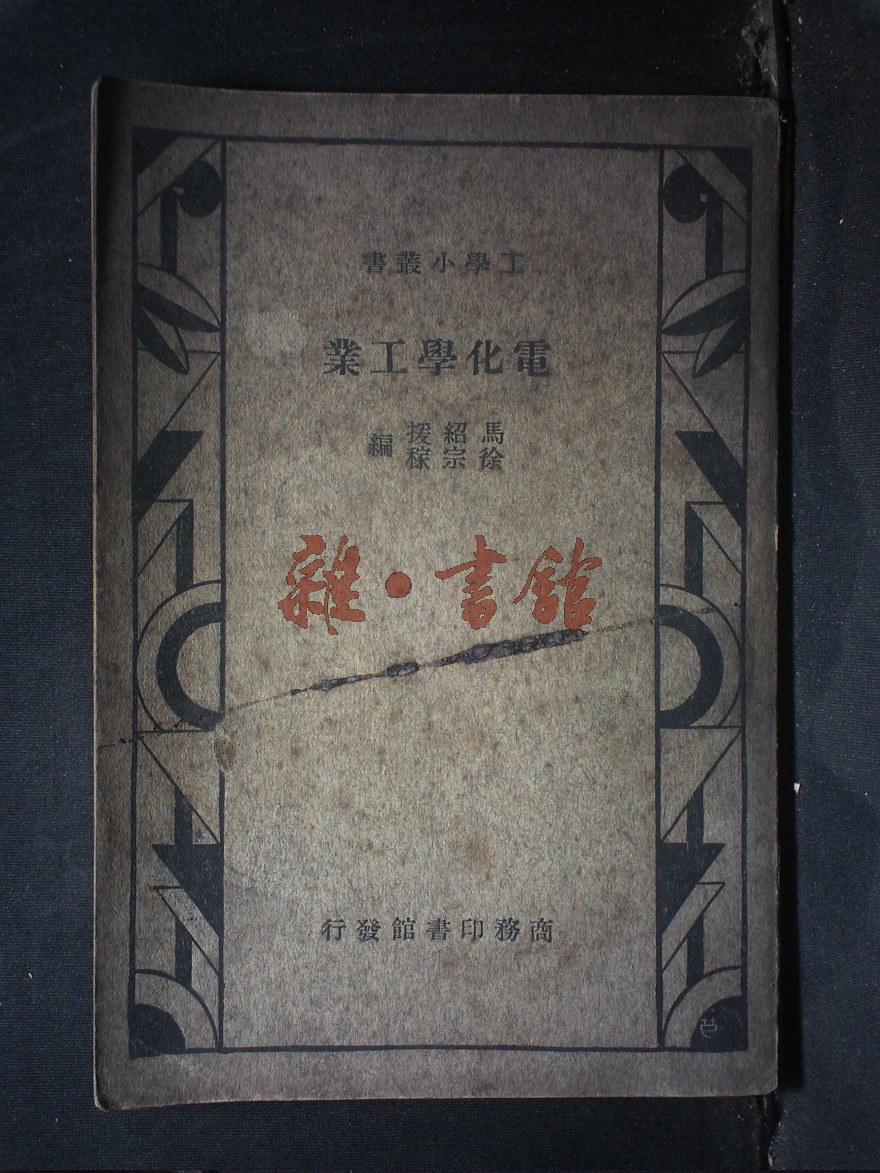 工學小叢書
電化學工業
馬紹援
徐宗稼
編
雜·書館
商務印書館發行